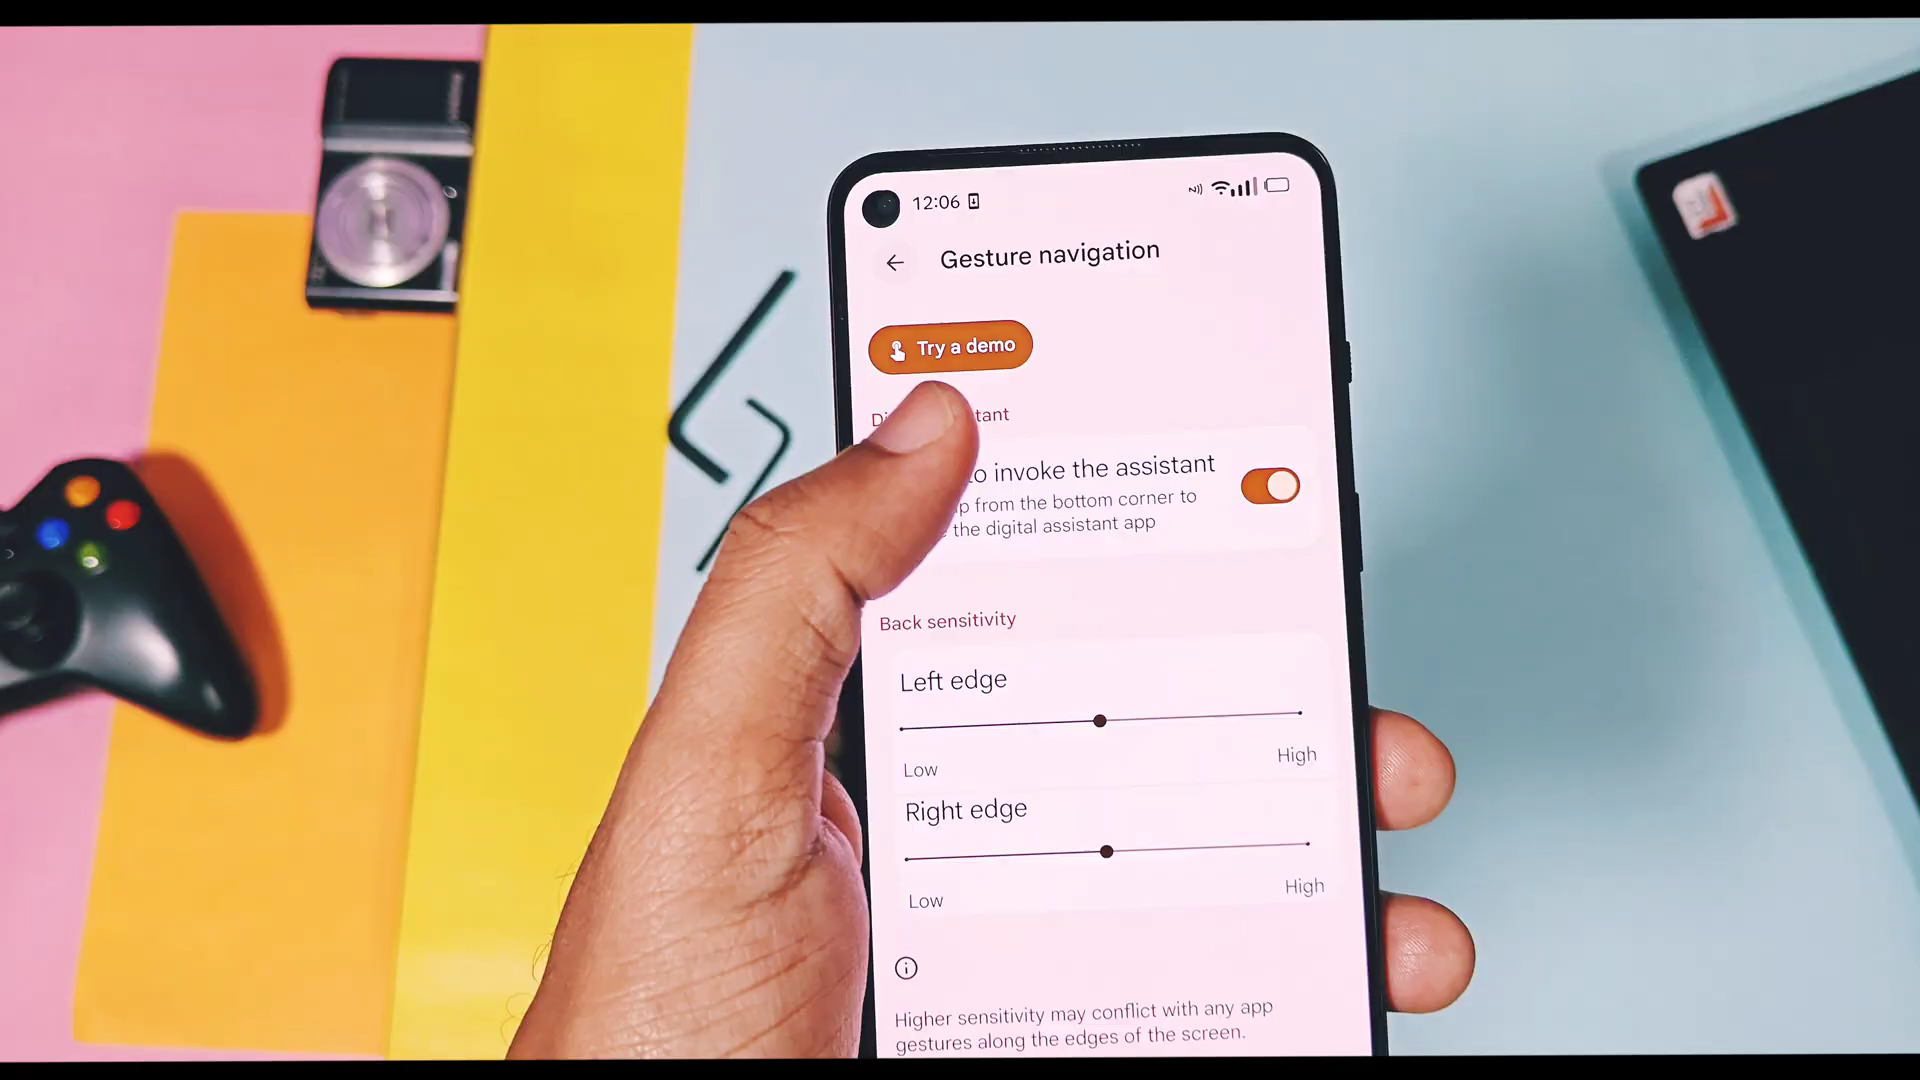 12:06
Gesture navigation
Try a demo
to invoke the assistant
from the bottom corner to
the digital assistant app
Back sensitivity
Left edge
Low High
Right edge
Low High
Higher sensitivity may conflict with any app
gestures along the edges of the screen.